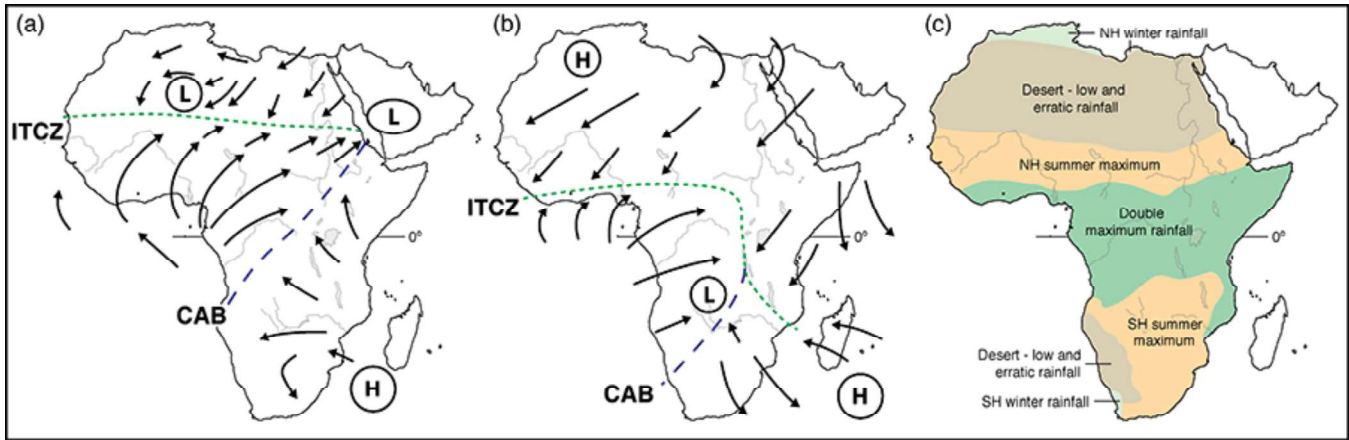 (a)
L
L
ITCZ
CAB
0°
H
(b)
H
ITCZ
0°
L
CAB
H
(c)
NH winter rainfall
Desert - low and
erratic rainfall
NH summer maximum
Double
maximum rainfall
0°
SH summer
maximum
Desert - low and
erratic rainfall
SH winter rainfall